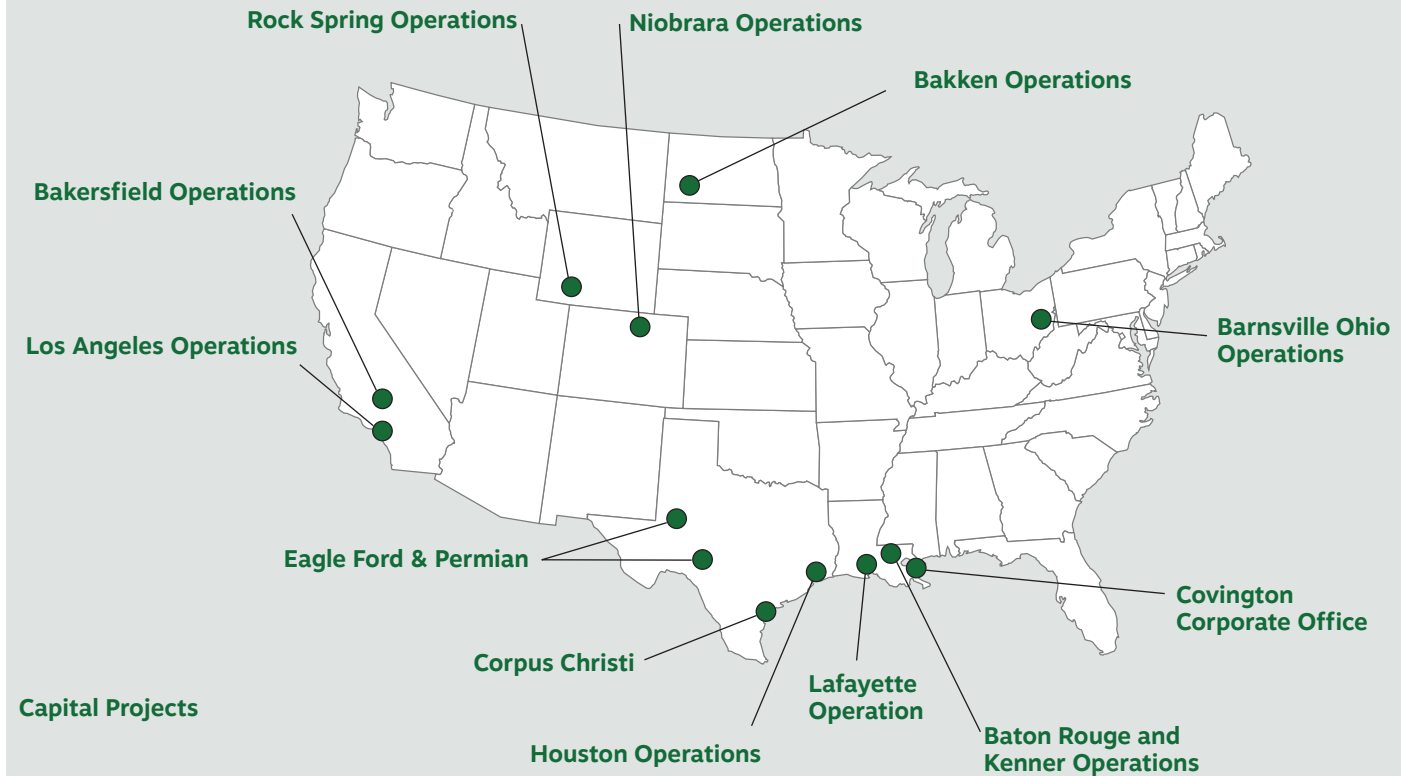 Rock Spring Operations
Niobrara Operations
Bakken Operations
Bakersfield Operations
Los Angeles Operations
Barnsville Ohio
Operations
Eagle Ford & Permian
Covington
Corporate Office
Corpus Christi
Lafayette
Operation
Capital Projects
Houston Operations
Baton Rouge and
Kenner Operations